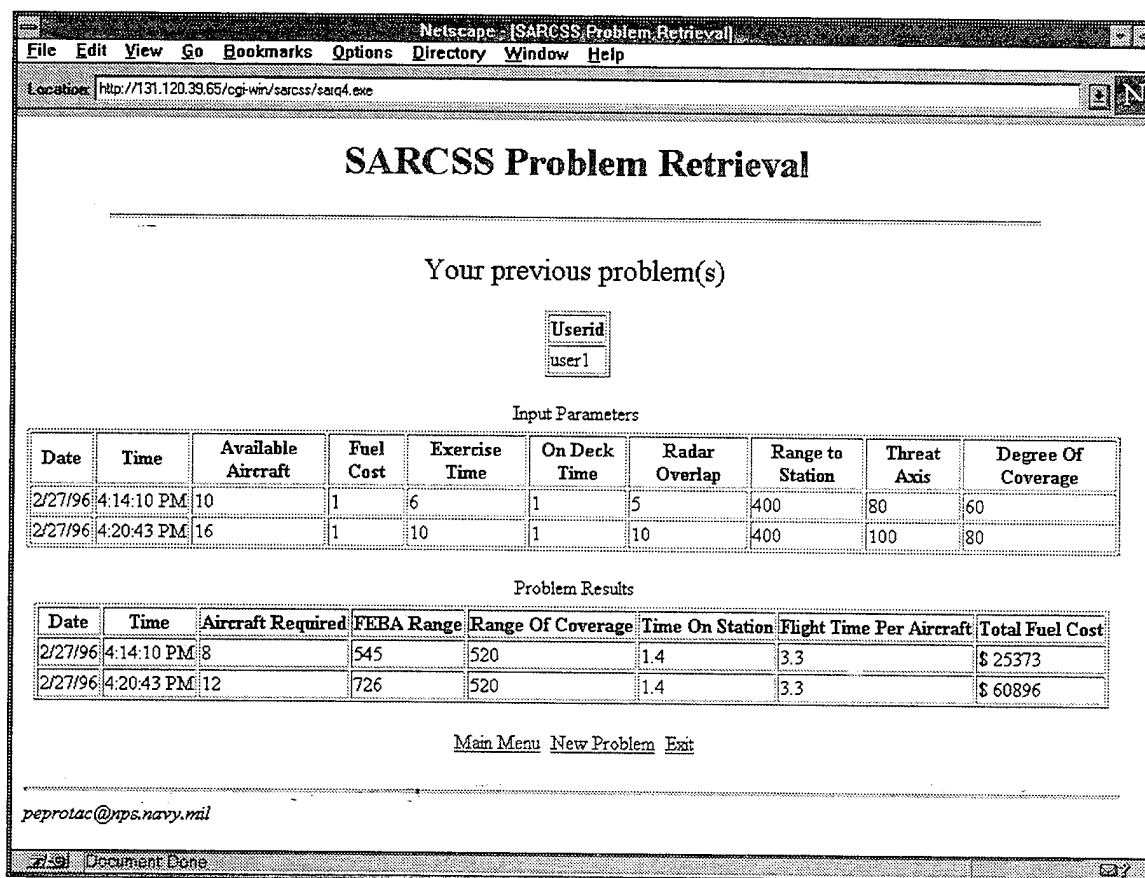 Netscape - [SARCSS Problem Retrieval]
File Edit View Go Bookmarks Options Directory Window Help
Location: http://131.120.39.65/cgi-win/sarcss/sarq4.exe
N
SARCSS Problem Retrieval
Your previous problem(s)
Userid
user1
Input Parameters
Date Time Available Aircraft Fuel Cost Exercise Time On Deck Time Radar Overlap Range to Station Threat Axis Degree Of Coverage
2/27/96 4:14:10 PM 10 1 6 1 5 400 80 60
2/27/96 4:20:43 PM 16 1 10 1 10 400 100 80
Problem Results
Date Time Aircraft Required FEBA Range Range Of Coverage Time On Station Flight Time Per Aircraft Total Fuel Cost
2/27/96 4:14:10 PM 8 545 520 1.4 3.3 $ 25373
2/27/96 4:20:43 PM 12 726 520 1.4 3.3 $ 60896
Main Menu New Problem Exit
peprotac@nps.navy.mil
Document Done
?